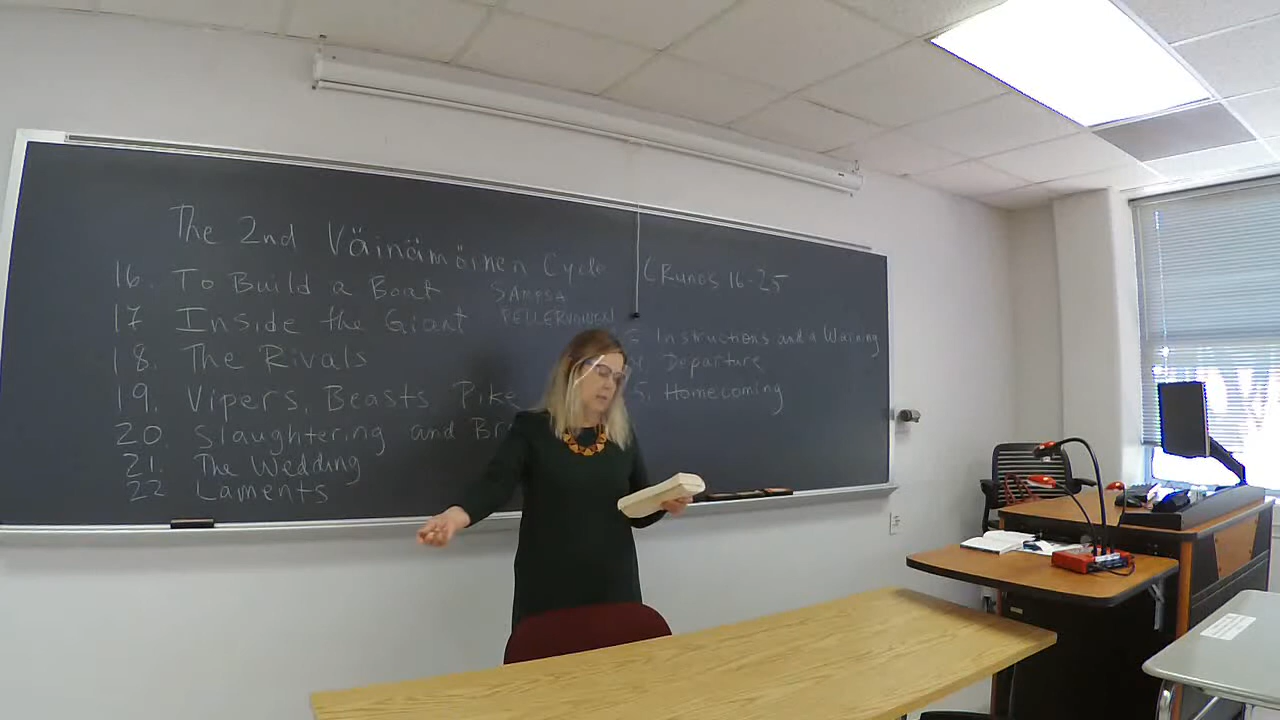 The 2nd Väinämöinen Cycle (Runos 16-25
16. To Build a Boat SAMPSA
17 Inside the Giant PELLERVOINEN
18. The Rivals
19. Vipers, Beasts Pike
20. Slaughtering and Br
21. The Wedding
22 Laments
Instructions and a Warning
Departure
Homecoming